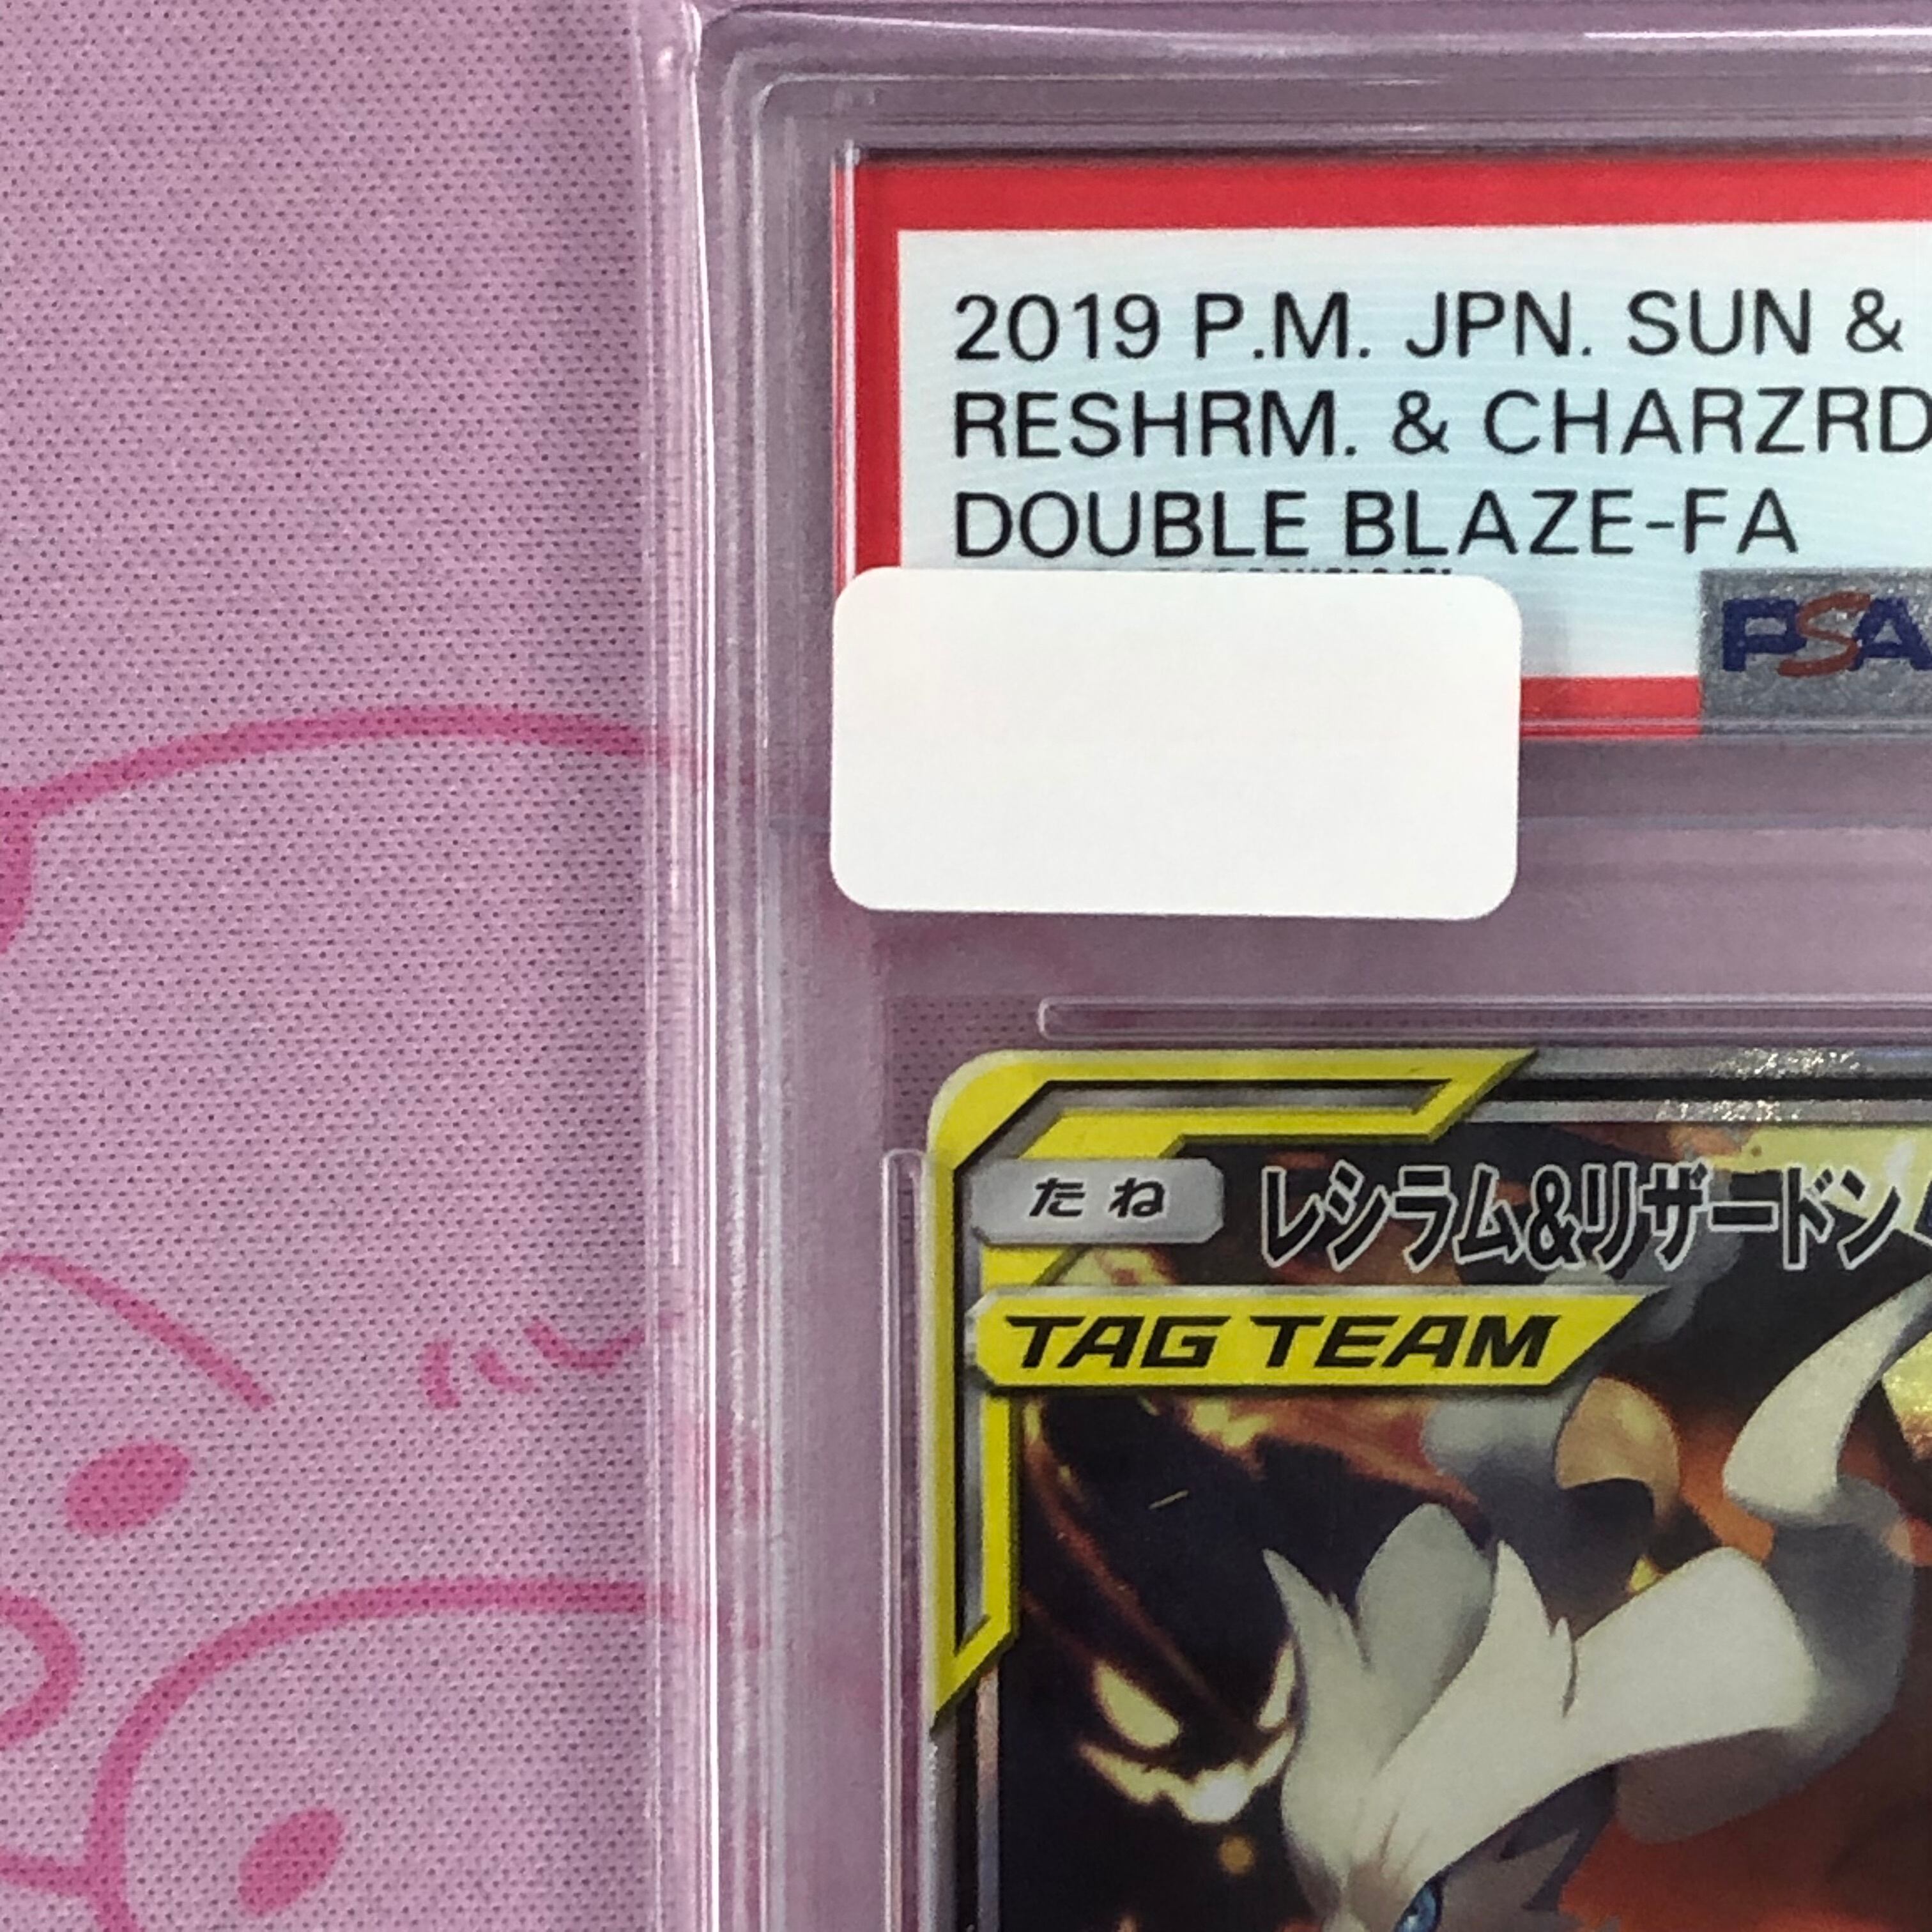 2019 P.M. JPN. SUN &
RESHRM. & CHARZRD
DOUBLE BLAZE-FA
PSA
たね
レシラム&リザードン
TAG TEAM